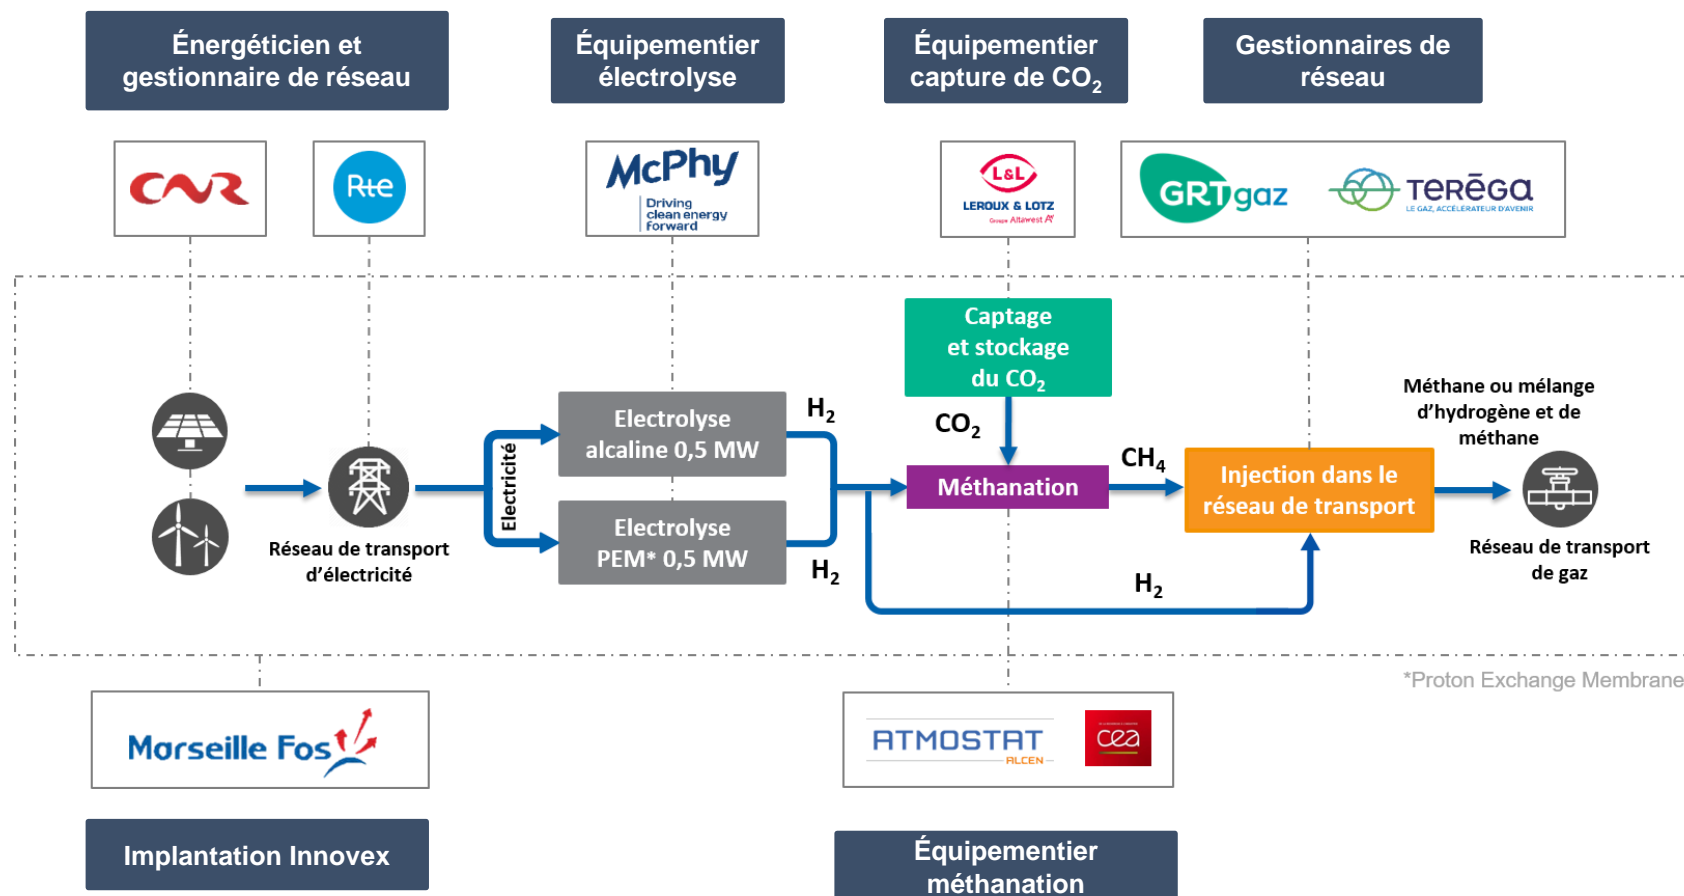 Énergéticien et
gestionnaire de réseau
Équipementier
électrolyse
Équipementier
capture de CO₂
Gestionnaires de
réseau
CNR
Rte
McPhy
Driving
clean energy
forward
L&L
LEROUX & LOTZ
Groupe Altawest
GRTgaz
TERĒGA
LE GAZ, ACCÉLÉRATEUR D'AVENIR
Captage
et stockage
du CO₂
Méthane ou mélange
d'hydrogène et de
méthane
H₂
Electrolyse
alcaline 0,5 MW
CO₂
CH₄
Electricité
Méthanation
Injection dans le
réseau de transport
Electrolyse
PEM* 0,5 MW
Réseau de transport
d'électricité
H₂
H₂
Réseau de transport
de gaz
*Proton Exchange Membrane
Marseille Fos
ATMOSTAT
ALCEN
cea
Implantation Innovex
Équipementier
méthanation